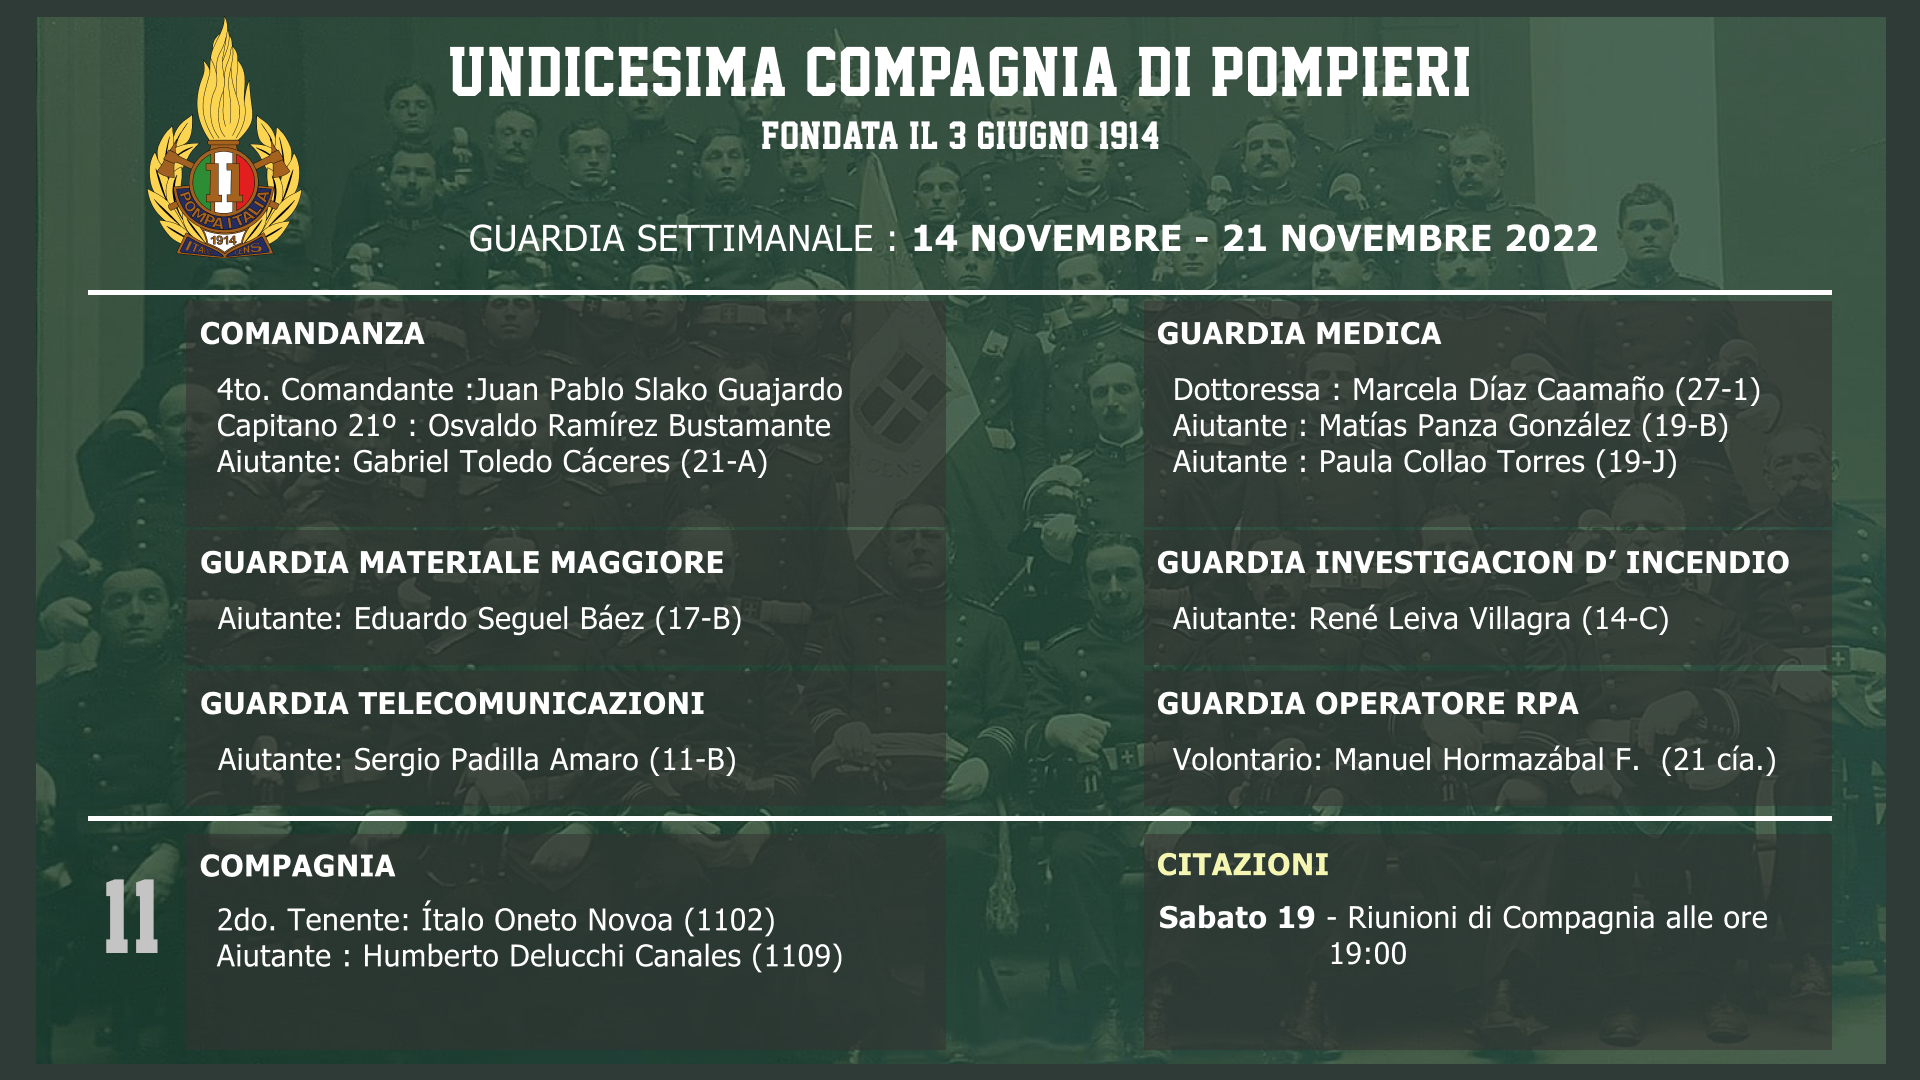 UNDICESIMA COMPAGNIA DI POMPIERI
FONDATA IL 3 GIUGNO 1914
11
POMPA ITALIA
1914
GUARDIA SETTIMANALE : 14 NOVEMBRE - 21 NOVEMBRE 2022
COMANDANZA
4to. Comandante :Juan Pablo Slako Guajardo
Capitano 21º : Osvaldo Ramírez Bustamante
Aiutante: Gabriel Toledo Cáceres (21-A)
GUARDIA MEDICA
Dottoressa : Marcela Díaz Caamaño (27-1)
Aiutante : Matías Panza González (19-B)
Aiutante : Paula Collao Torres (19-J)
GUARDIA MATERIALE MAGGIORE
Aiutante: Eduardo Seguel Báez (17-B)
GUARDIA INVESTIGACION D’ INCENDIO
Aiutante: René Leiva Villagra (14-C)
GUARDIA TELECOMUNICAZIONI
Aiutante: Sergio Padilla Amaro (11-B)
GUARDIA OPERATORE RPA
Volontario: Manuel Hormazábal F. (21 cía.)
11
COMPAGNIA
2do. Tenente: Ítalo Oneto Novoa (1102)
Aiutante : Humberto Delucchi Canales (1109)
CITAZIONI
Sabato 19 - Riunioni di Compagnia alle ore
19:00